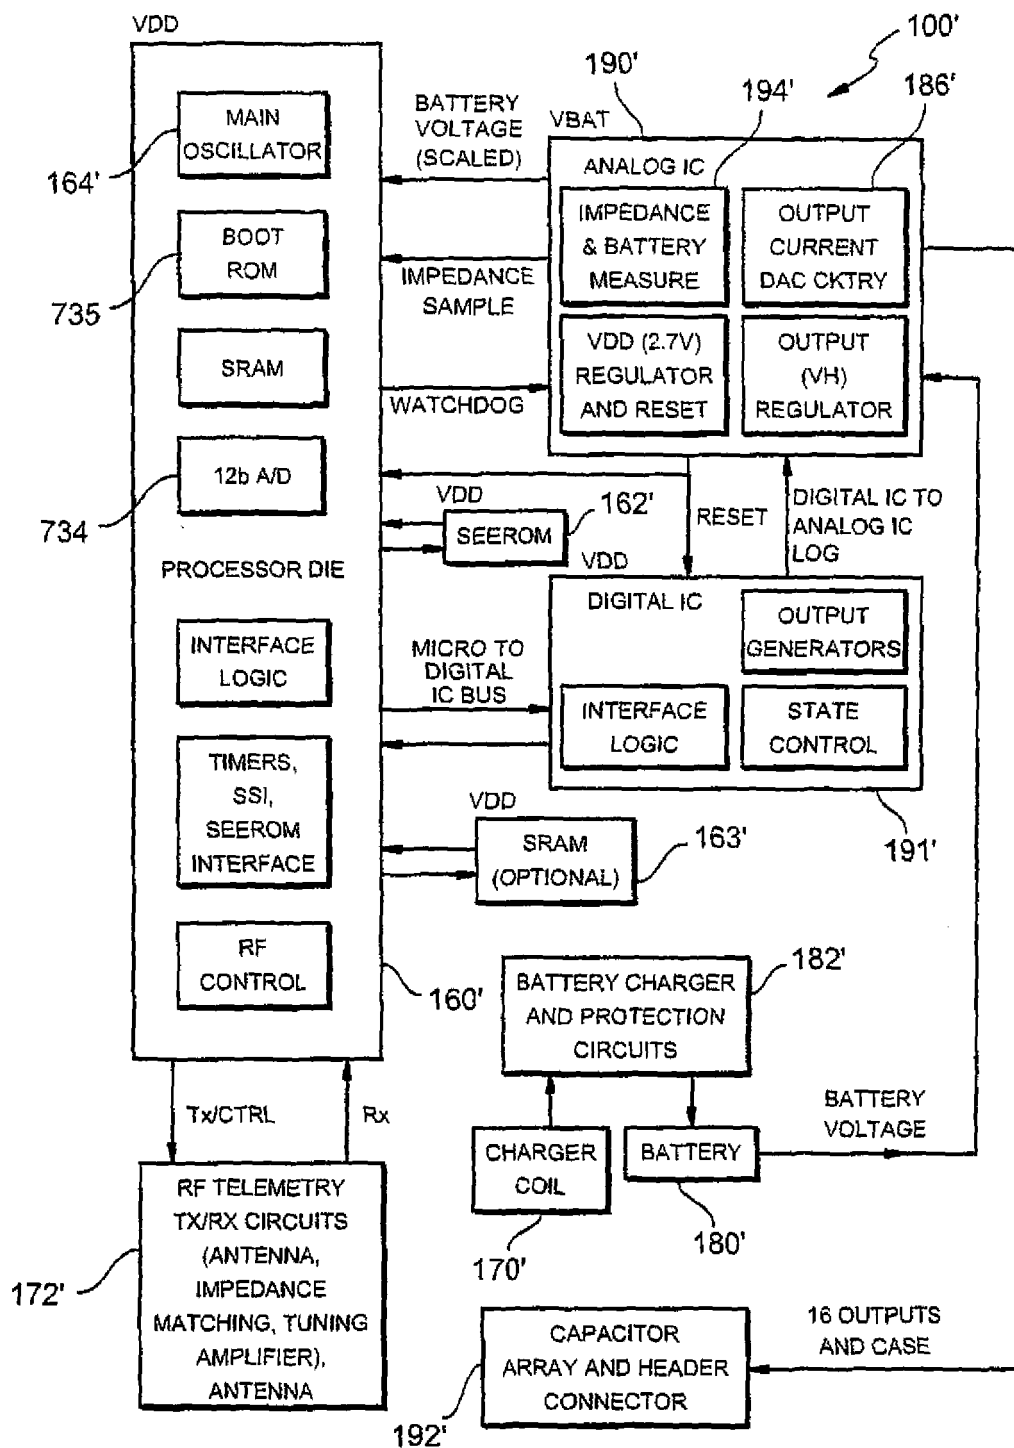 VDD
100'
190'
194'
186'
MAIN
OSCILLATOR
164'
BATTERY
VOLTAGE
(SCALED)
VBAT
ANALOG IC
IMPEDANCE
& BATTERY
MEASURE
OUTPUT
CURRENT
DAC CKTRY
BOOT
ROM
735
IMPEDANCE
SAMPLE
SRAM
WATCHDOG
VDD (2.7V)
REGULATOR
AND RESET
OUTPUT
(VH)
REGULATOR
12b A/D
734
VDD
SEEROM
162'
RESET
DIGITAL IC TO
ANALOG IC
LOG
PROCESSOR DIE
VDD
DIGITAL IC
OUTPUT
GENERATORS
INTERFACE
LOGIC
MICRO TO
DIGITAL
IC BUS
INTERFACE
LOGIC
STATE
CONTROL
191'
TIMERS,
SSI,
SEEROM
INTERFACE
VDD
SRAM
(OPTIONAL)
163'
RF
CONTROL
160'
BATTERY CHARGER
AND PROTECTION
CIRCUITS
182'
Tx/CTRL
Rx
CHARGER
COIL
170'
BATTERY
180'
BATTERY
VOLTAGE
RF TELEMETRY
TX/RX CIRCUITS
(ANTENNA,
IMPEDANCE
MATCHING, TUNING
AMPLIFIER),
ANTENNA
172'
CAPACITOR
ARRAY AND HEADER
CONNECTOR
192'
16 OUTPUTS
AND CASE